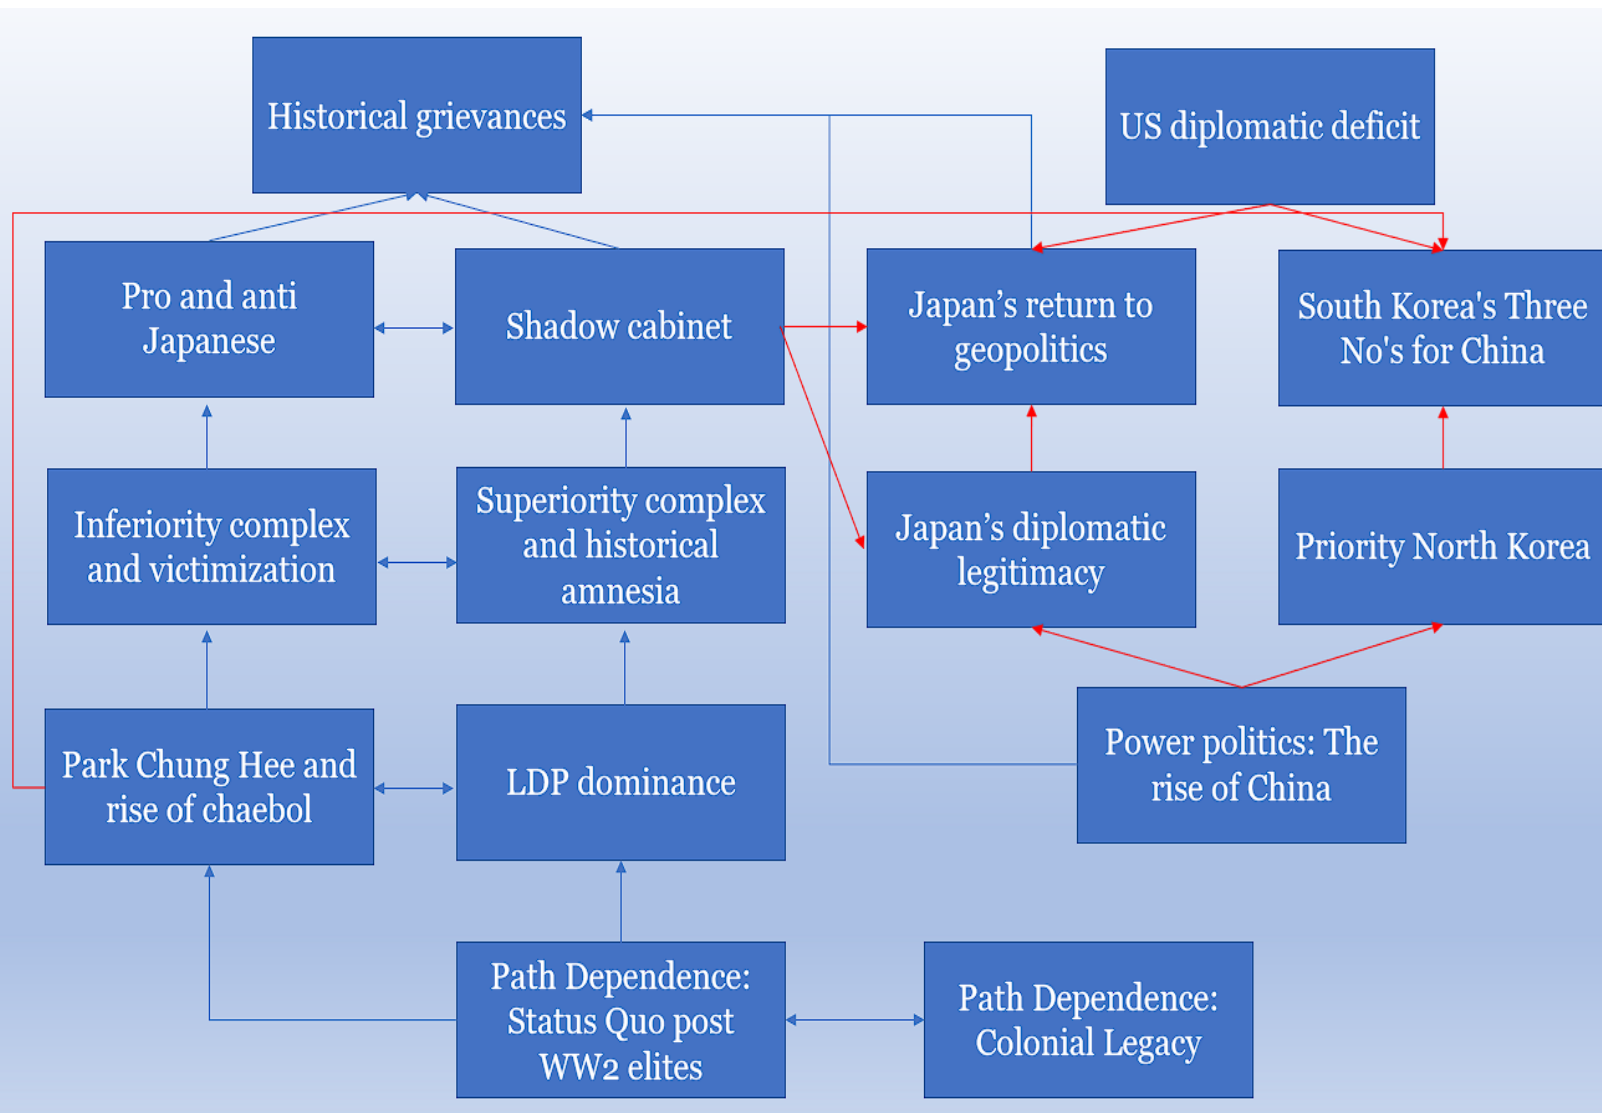 Historical grievances
US diplomatic deficit
Pro and anti
Japanese
Shadow cabinet
Japan’s return to
geopolitics
South Korea's Three
No's for China
Inferiority complex
and victimization
Superiority complex
and historical
amnesia
Japan’s diplomatic
legitimacy
Priority North Korea
Park Chung Hee and
rise of chaebol
LDP dominance
Power politics: The
rise of China
Path Dependence:
Status Quo post
WW2 elites
Path Dependence:
Colonial Legacy